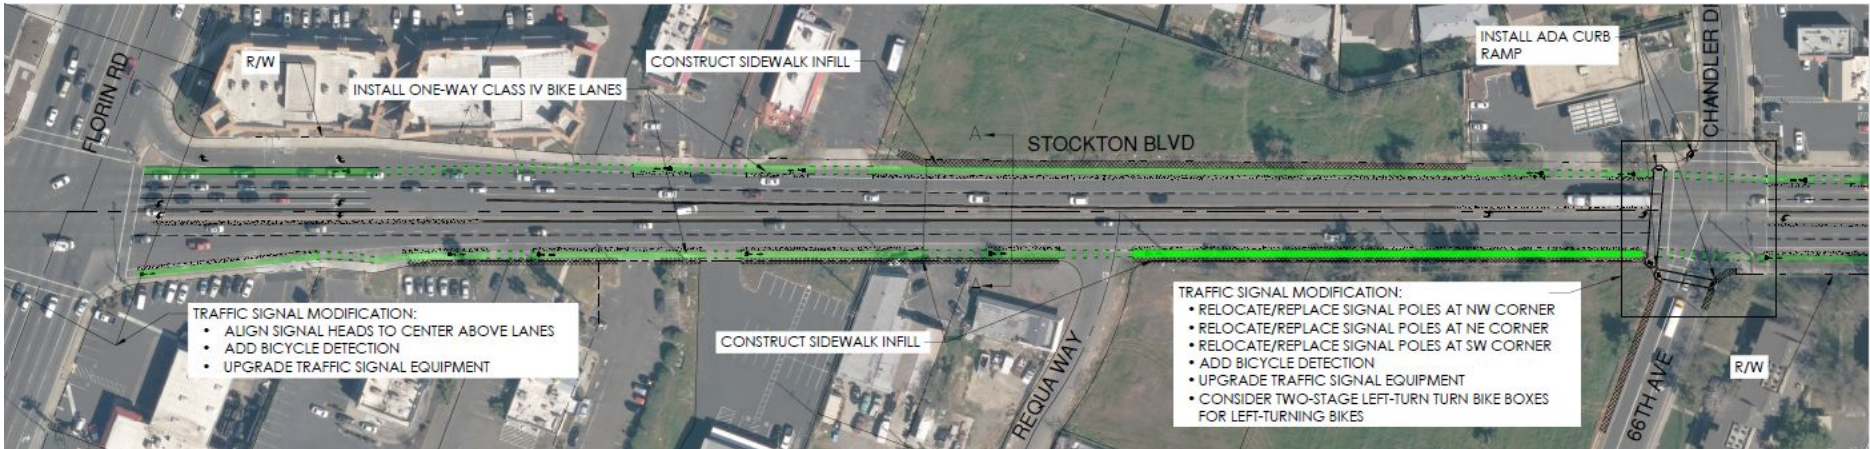 FLORIN RD
R/W
INSTALL ONE-WAY CLASS IV BIKE LANES
CONSTRUCT SIDEWALK INFILL
A
STOCKTON BLVD
INSTALL ADA CURB
RAMP
CHANDLER D
TRAFFIC SIGNAL MODIFICATION:
• ALIGN SIGNAL HEADS TO CENTER ABOVE LANES
• ADD BICYCLE DETECTION
• UPGRADE TRAFFIC SIGNAL EQUIPMENT
CONSTRUCT SIDEWALK INFILL
REQUA WAY
TRAFFIC SIGNAL MODIFICATION:
• RELOCATE/REPLACE SIGNAL POLES AT NW CORNER
• RELOCATE/REPLACE SIGNAL POLES AT NE CORNER
• RELOCATE/REPLACE SIGNAL POLES AT SW CORNER
• ADD BICYCLE DETECTION
• UPGRADE TRAFFIC SIGNAL EQUIPMENT
• CONSIDER TWO-STAGE LEFT-TURN TURN BIKE BOXES
FOR LEFT-TURNING BIKES
66TH AVE
R/W